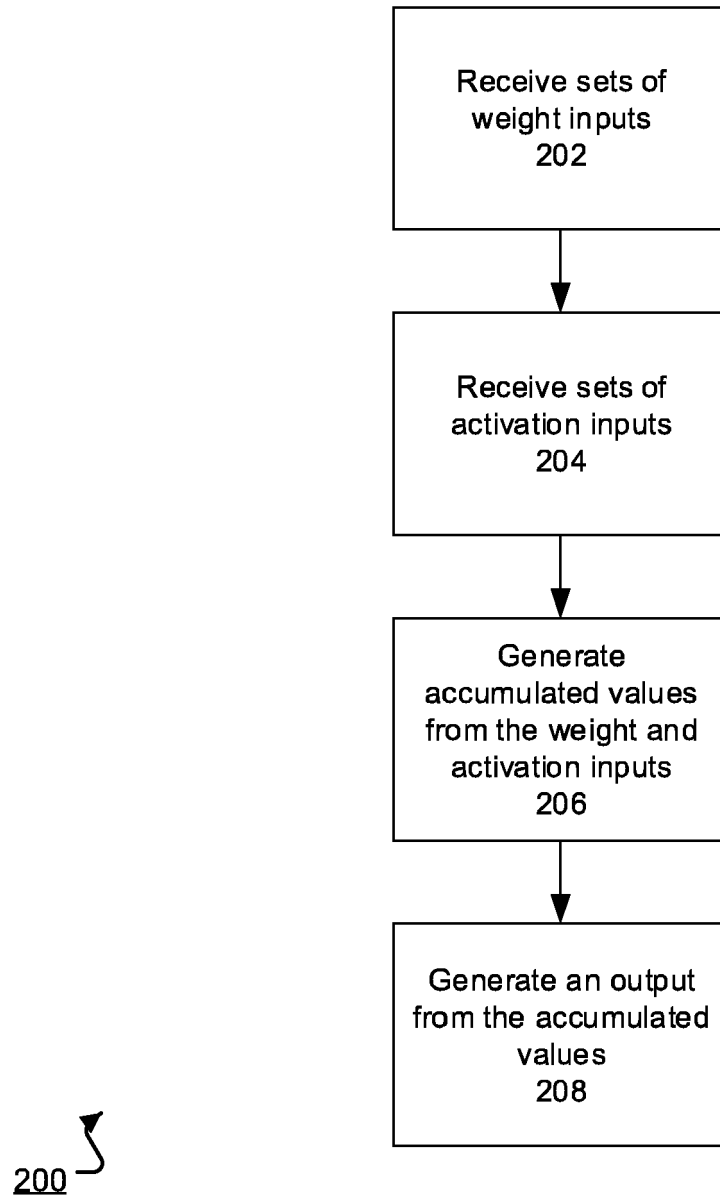 Receive sets of
weight inputs
202
Receive sets of
activation inputs
204
Generate
accumulated values
from the weight and
activation inputs
206
Generate an output
from the accumulated
values
208
200